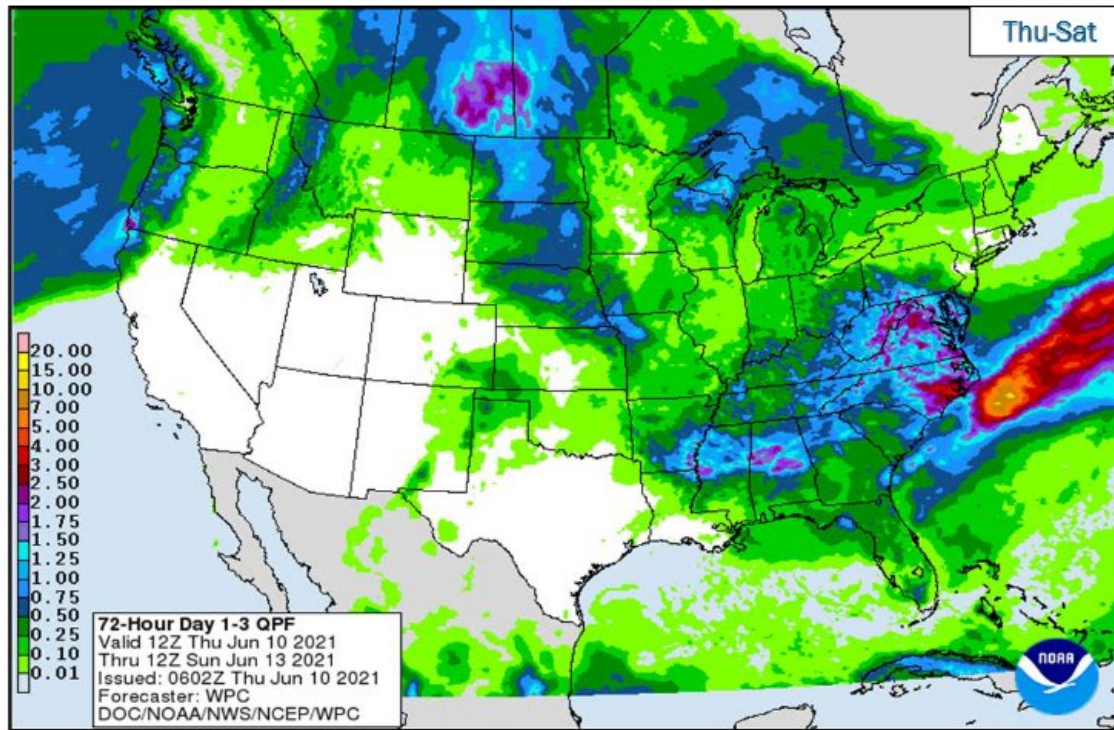 Thu-Sat
20.00
15.00
10.00
7.00
5.00
4.00
3.00
2.50
2.00
1.75
1.50
1.25
1.00
0.75
0.50
0.25
0.10
0.01
72-Hour Day 1-3 QPF
Valid 12Z Thu Jun 10 2021
Thru 12Z Sun Jun 13 2021
Issued: 0602Z Thu Jun 10 2021
Forecaster: WPC
DOC/NOAA/NWS/NCEP/WPC
NOAA